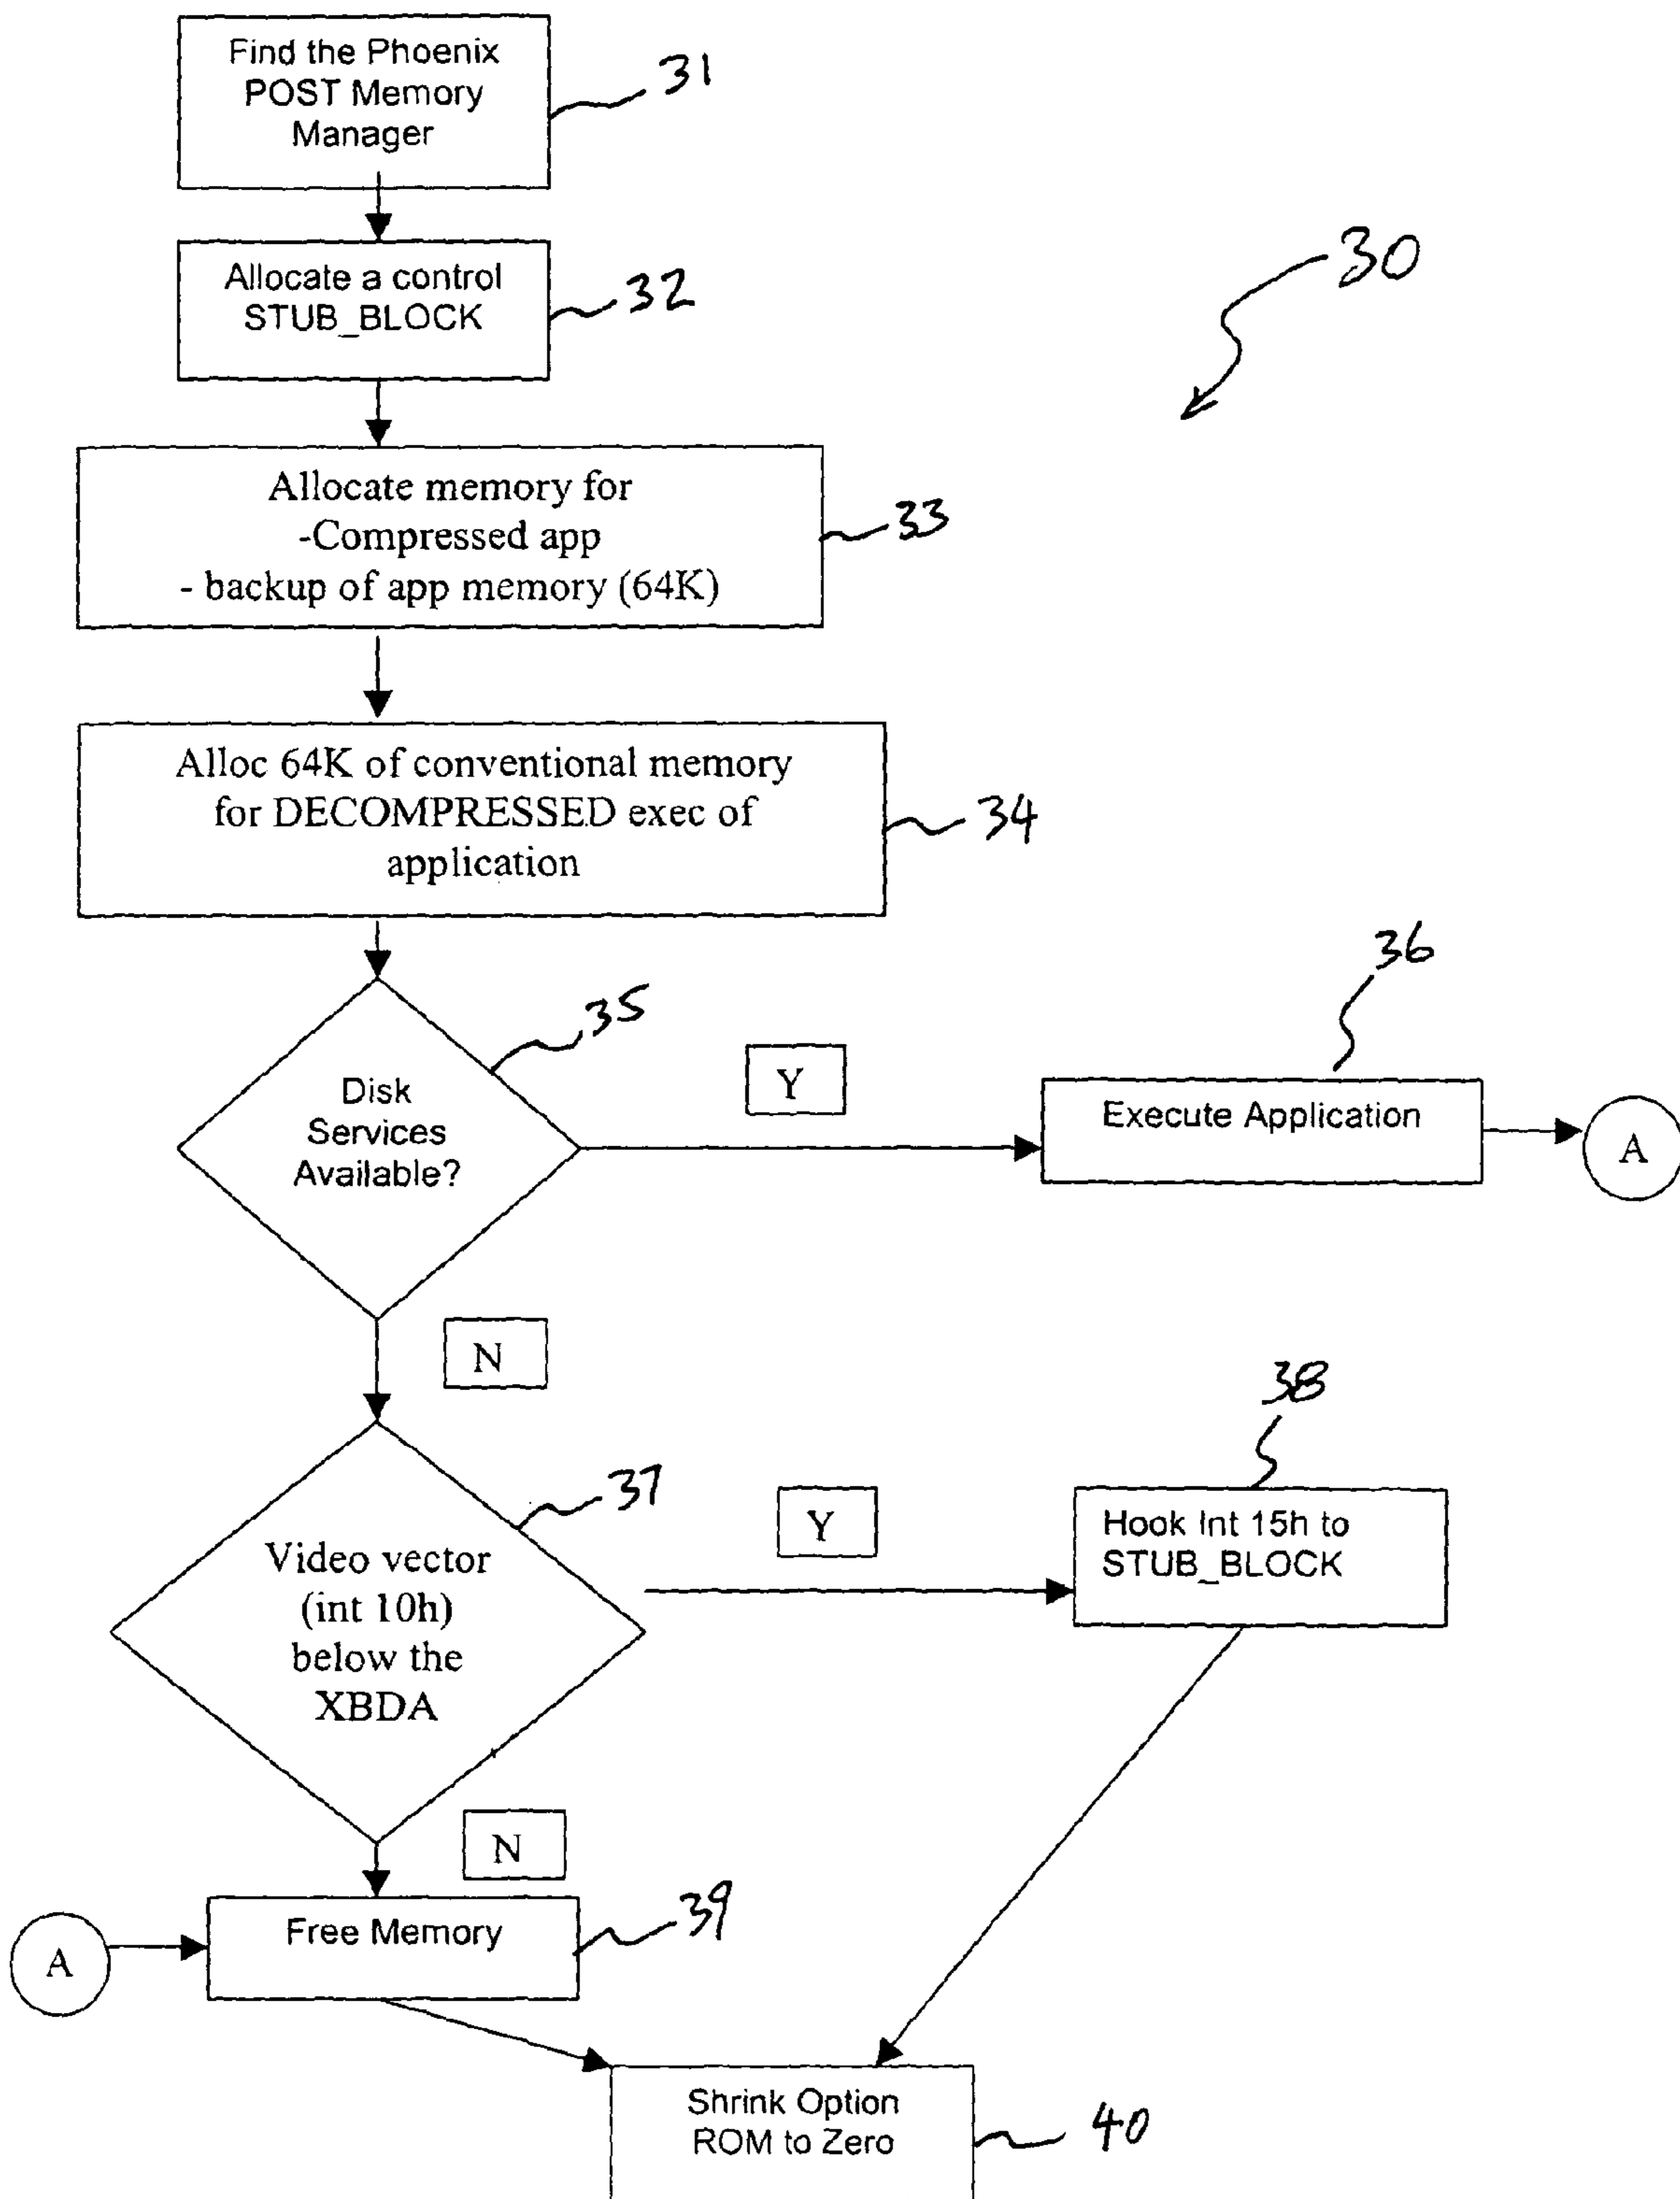 Find the Phoenix
POST Memory
Manager
31
30
Allocate a control
STUB_BLOCK
32
Allocate memory for
-Compressed app
- backup of app memory (64K)
33
Alloc 64K of conventional memory
for DECOMPRESSED exec of
application
34
36
35
Disk
Services
Available?
Y
Execute Application
A
N
38
37
Video vector
(int 10h)
below the
XBDA
Y
Hook Int 15h to
STUB_BLOCK
N
A
Free Memory
39
Shrink Option
ROM to Zero
40